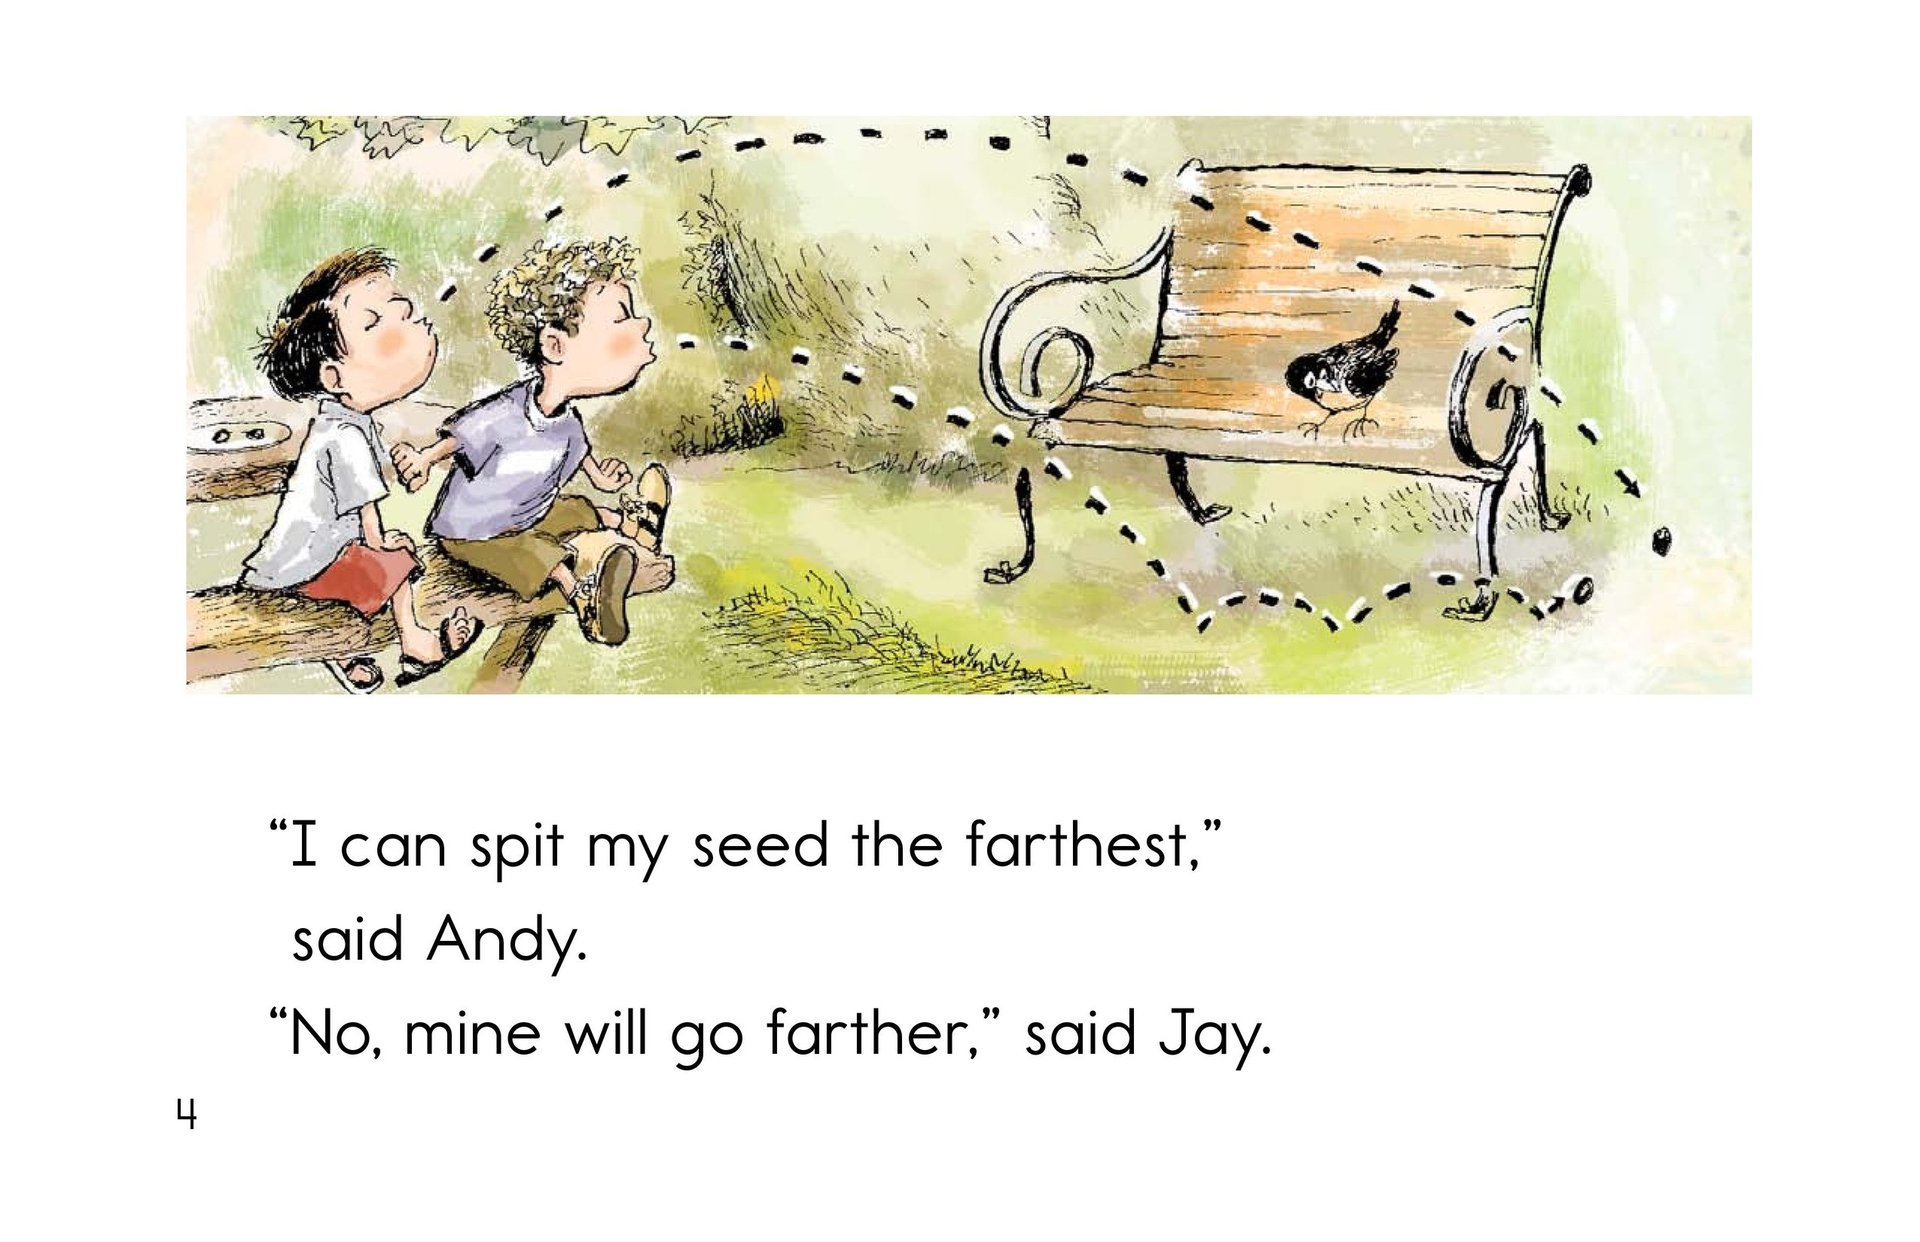 “I can spit my seed the farthest,”
said Andy.
“No, mine will go farther,” said Jay.
4